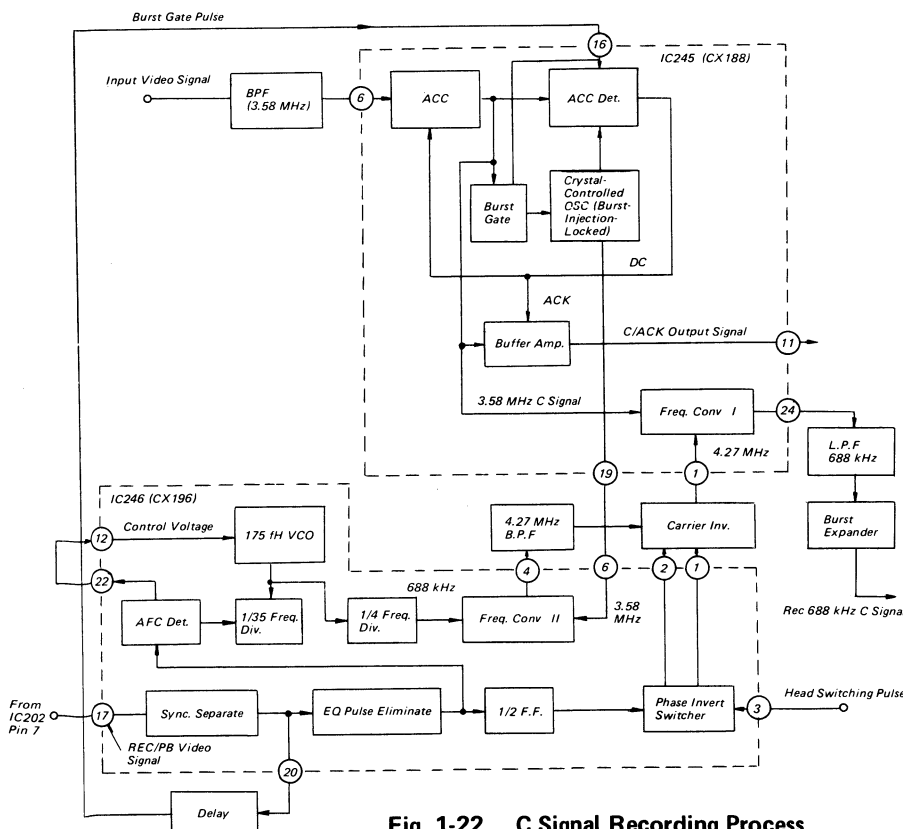 Burst Gate Pulse
16
IC245 (CX188)
Input Video Signal
BPF
(3.58 MHz)
6
ACC
ACC Det.
Burst
Gate
Crystal-
Controlled
OSC (Burst-
Injection-
Locked)
DC
ACK
Buffer Amp.
C/ACK Output Signal
11
3.58 MHz C Signal
Freq. Conv I
24
4.27 MHz
L.P.F
688 kHz
19
1
IC246 (CX196)
12
Control Voltage
175 fH VCO
4.27 MHz
B.P.F
Carrier Inv.
Burst
Expander
22
688 kHz
4
6
2
1
Rec 688 kHz C Signal
AFC Det.
1/35 Freq.
Div.
1/4 Freq.
Div.
Freq. Conv II
3.58
MHz
From
IC202
Pin 7
17
Sync. Separate
EQ Pulse Eliminate
1/2 F.F.
Phase Invert
Switcher
3
Head Switching Pulse
REC/PB Video
Signal
20
Delay
Fig. 1-22 C Signal Recording Process